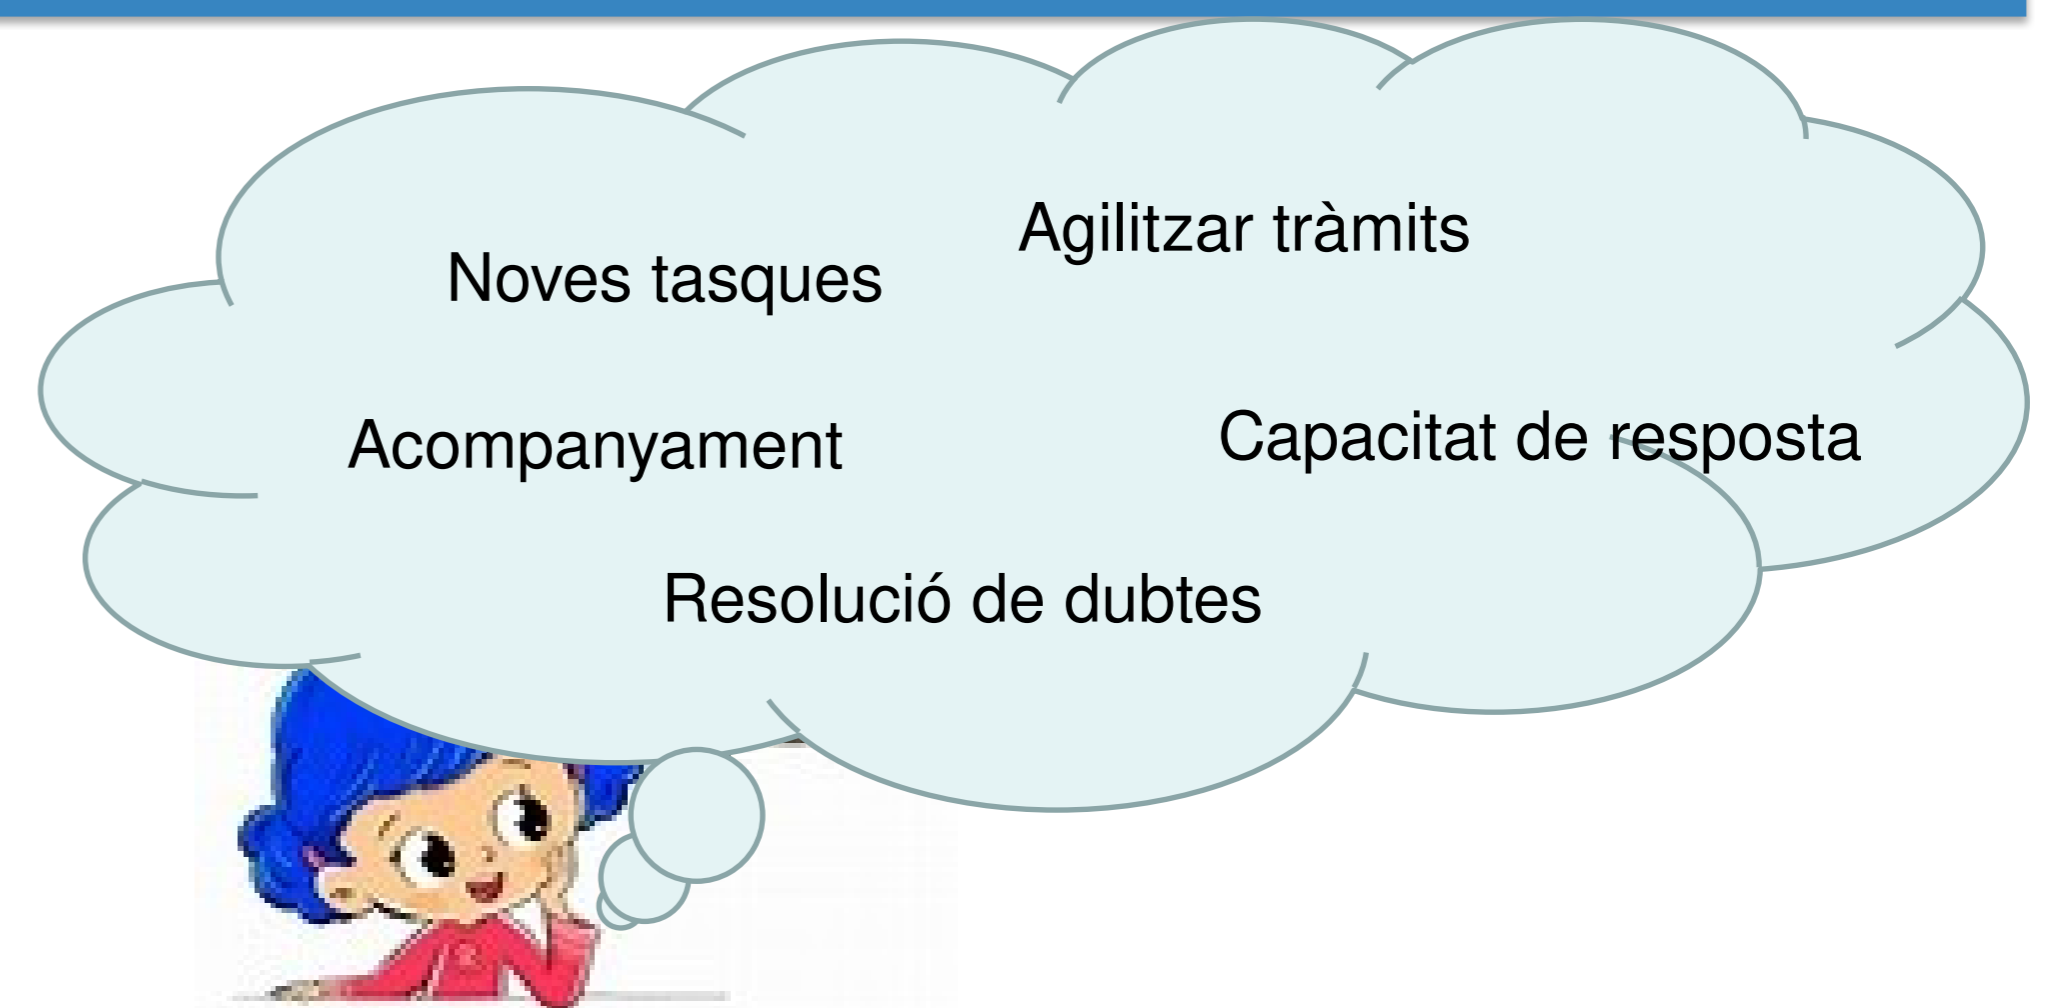 Agilitzar tràmits
Noves tasques
Acompanyament
Capacitat de resposta
Resolució de dubtes